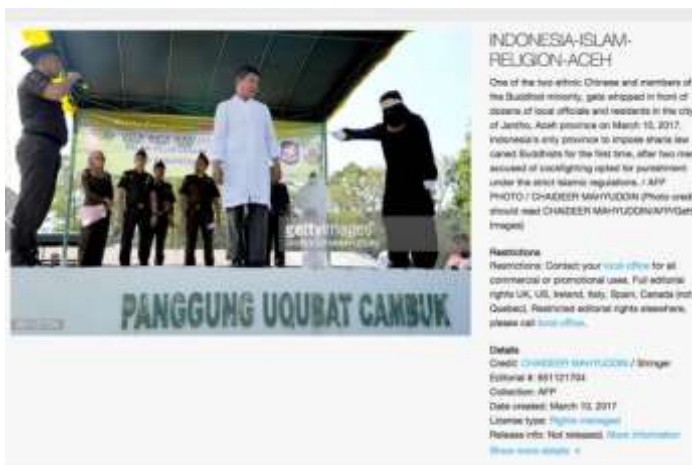 INDONESIA-ISLAM-
RELIGION-ACEH
One of the two ethnic Chinese and members of
the Buddhist minority, gets whipped in front of
dozens of local officials and residents in the city
of Jantho, Aceh province on March 10, 2017.
Indonesia's only province to impose sharia law
caned Buddhists for the first time, after two men
accused of cockfighting opted for punishment
under the strict Islamic regulations. / AFP
PHOTO / CHAIDEER MAHYUDDIN (Photo credit
should read CHAIDEER MAHYUDDIN/AFP/Getty
Images)
gettyimages
PANGGUNG UQUBAT CAMBUK
Restrictions
Restrictions: Contact your local office for all
commercial or promotional uses. Full editorial
rights UK, US, Ireland, Italy, Spain, Canada (not
Quebec). Restricted editorial rights elsewhere,
please call local office.
Details
Credit: CHAIDEER MAHYUDDIN / Stringer
Editorial #: 651121704
Collection: AFP
Date created: March 10, 2017
License type: Rights-managed
Release info: Not released. More information
Show more details